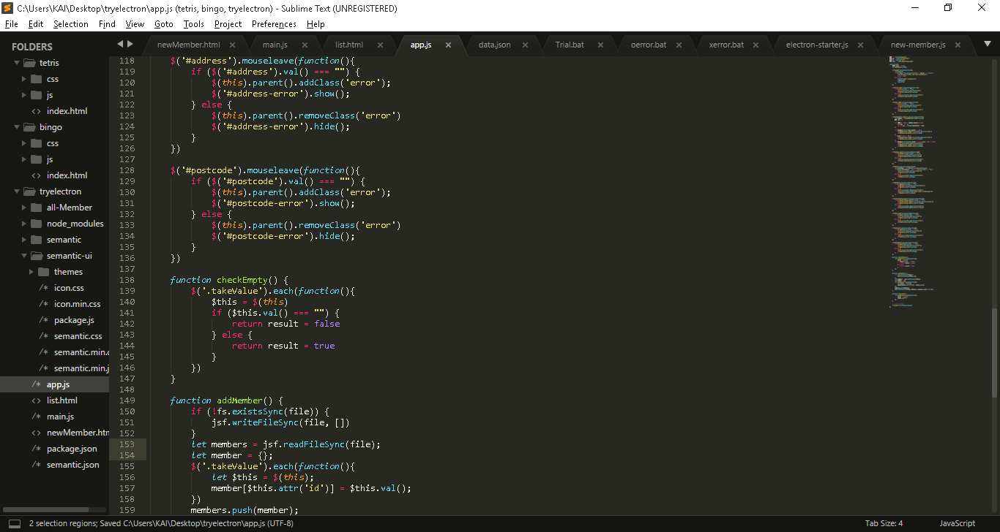 C:\Users\KAI\Desktop\tryelectron\app.js (tetris, bingo, tryelectron) - Sublime Text (UNREGISTERED)
File Edit Selection Find View Goto Tools Project Preferences Help
FOLDERS
tetris
css
js
index.html
bingo
css
js
index.html
tryelectron
all-Member
node_modules
semantic
semantic-ui
themes
/* icon.css
/* icon.min.css
/* package.js
/* semantic.css
/* semantic.min.c
/* semantic.min.j
/* app.js
<> list.html
/* main.js
<> newMember.htm
/* package.json
/* semantic.json
newMember.html main.js list.html app.js data.json Trial.bat oerror.bat xerror.bat electron-starter.js new-member.js
118 $('#address').mouseleave(function(){
119 if ($('#address').val() === "") {
120 $(this).parent().addClass('error');
121 $('#address-error').show();
122 } else {
123 $(this).parent().removeClass('error')
124 $('#address-error').hide();
125 }
126 })
127
128 $('#postcode').mouseleave(function(){
129 if ($('#postcode').val() === "") {
130 $(this).parent().addClass('error');
131 $('#postcode-error').show();
132 } else {
133 $(this).parent().removeClass('error')
134 $('#postcode-error').hide();
135 }
136 })
137
138 function checkEmpty() {
139 $('.takeValue').each(function(){
140 $this = $(this)
141 if ($this.val() === "") {
142 return result = false
143 } else {
144 return result = true
145 }
146 })
147 }
148
149 function addMember() {
150 if (!fs.existsSync(file)) {
151 jsf.writeFileSync(file, [])
152 }
153 let members = jsf.readFileSync(file);
154 let member = {};
155 $('.takeValue').each(function(){
156 let $this = $(this);
157 member[$this.attr('id')] = $this.val();
158 })
159 members.push(member);
2 selection regions; Saved C:\Users\KAI\Desktop\tryelectron\app.js (UTF-8) Tab Size: 4 JavaScript